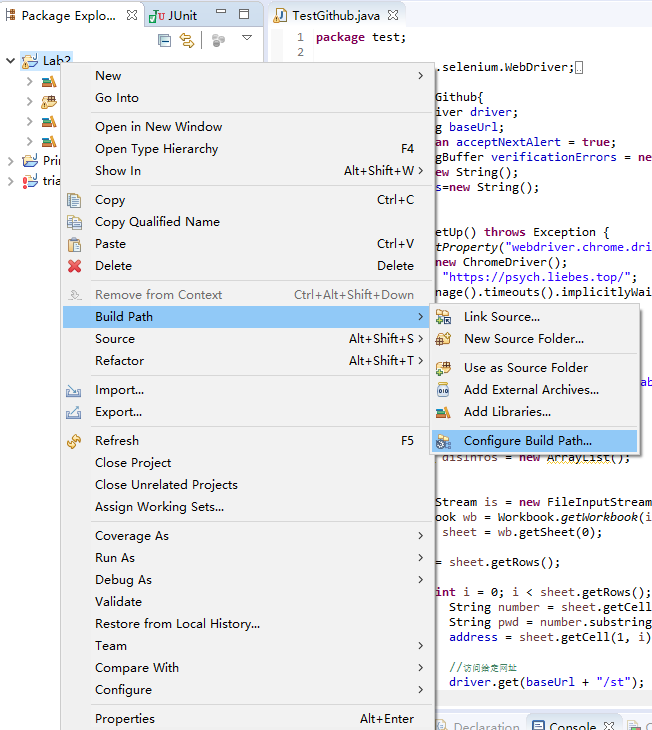 Package Explo...
JUnit
TestGithub.java
Lab2
Pri
tria
1 package test;
2
.selenium.WebDriver;
Github{
iver driver;
g baseUrl;
an acceptNextAlert = true;
gBuffer verificationErrors = ne
ew String();
s=new String();
etUp() throws Exception {
tProperty("webdriver.chrome.dri
new ChromeDriver();
"https://psych.liebes.top/";
nage().timeouts().implicitlyWai
New
Go Into
Open in New Window
Open Type Hierarchy F4
Show In Alt+Shift+W
Copy Ctrl+C
Copy Qualified Name
Paste Ctrl+V
Delete Delete
Remove from Context Ctrl+Alt+Shift+Down
Build Path
Source Alt+Shift+S
Refactor Alt+Shift+T
Import...
Export...
Refresh F5
Close Project
Close Unrelated Projects
Assign Working Sets...
Coverage As
Run As
Debug As
Validate
Restore from Local History...
Team
Compare With
Configure
Properties Alt+Enter
Link Source...
New Source Folder...
Use as Source Folder
Add External Archives...
Add Libraries...
Configure Build Path...
ab
disInfos = new ArrayList();
Stream is = new FileInputStream
ook wb = Workbook.getWorkbook(i
sheet = wb.getSheet(0);
= sheet.getRows();
int i = 0; i < sheet.getRows();
String number = sheet.getCell
String pwd = number.substring
address = sheet.getCell(1, i)
//访问给定网址
driver.get(baseUrl + "/st");
Declaration
Console